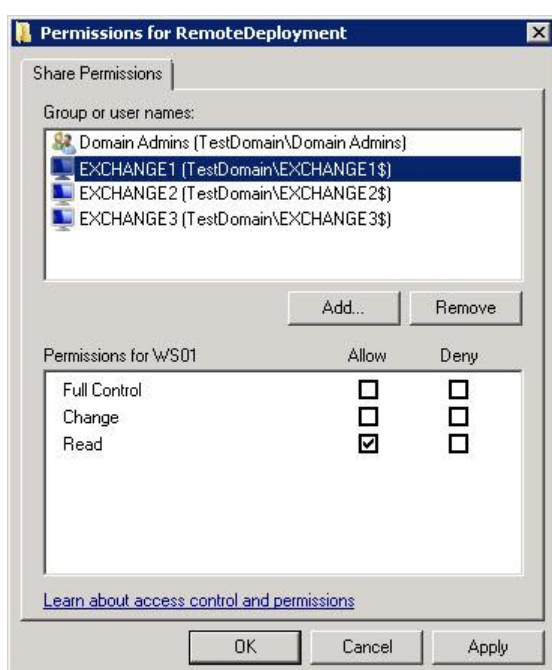 Permissions for RemoteDeployment
Share Permissions
Group or user names:
Domain Admins (TestDomain\Domain Admins)
EXCHANGE1 (TestDomain\EXCHANGE1$)
EXCHANGE2 (TestDomain\EXCHANGE2$)
EXCHANGE3 (TestDomain\EXCHANGE3$)
Add... Remove
Permissions for WS01 Allow Deny
Full Control
Change
Read
Learn about access control and permissions
OK Cancel Apply